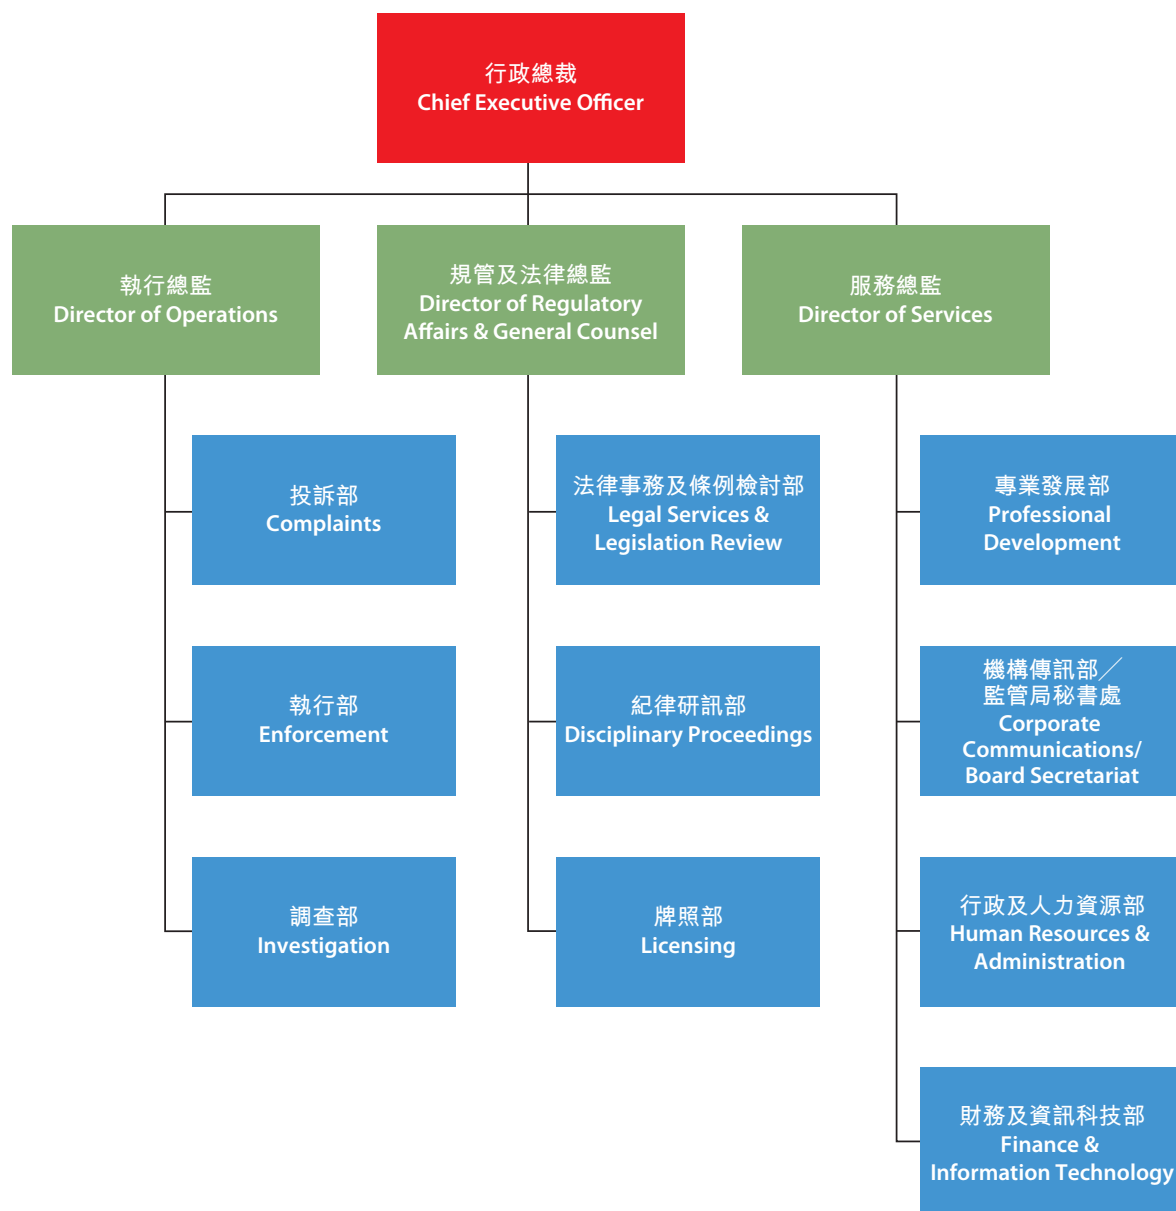 行政總裁
Chief Executive Officer
執行總監
Director of Operations
規管及法律總監
Director of Regulatory
Affairs & General Counsel
服務總監
Director of Services
投訴部
Complaints
執行部
Enforcement
調查部
Investigation
法律事務及條例檢討部
Legal Services &
Legislation Review
紀律研訊部
Disciplinary Proceedings
牌照部
Licensing
專業發展部
Professional
Development
機構傳訊部／
監管局秘書處
Corporate
Communications/
Board Secretariat
行政及人力資源部
Human Resources &
Administration
財務及資訊科技部
Finance &
Information Technology